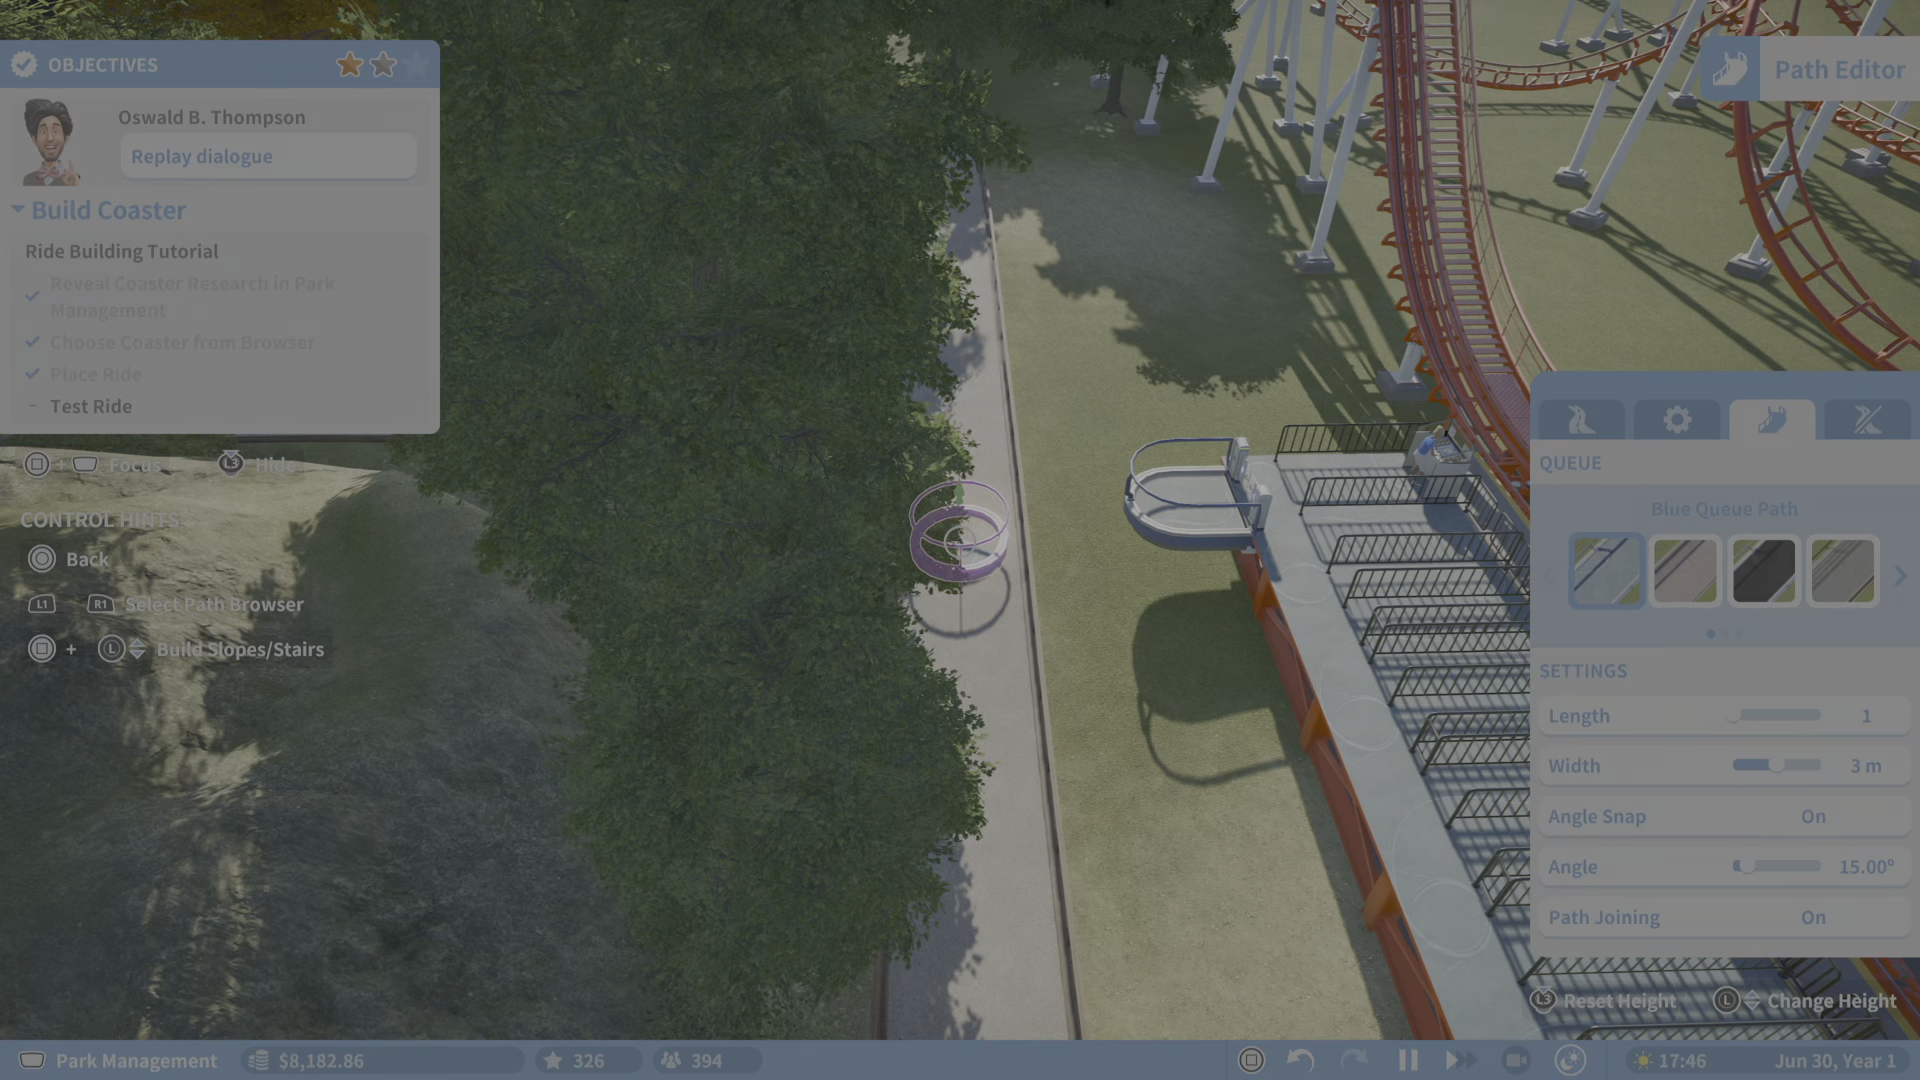 OBJECTIVES
Path Editor
Oswald B. Thompson
Replay dialogue
Build Coaster
Ride Building Tutorial
Reveal Coaster Research in Park
Management
Choose Coaster from Browser
Place Ride
- Test Ride
+ Focus L3 Hide
CONTROL HINTS
Back
L1 R1 Select Path Browser
+ L Build Slopes/Stairs
QUEUE
Blue Queue Path
SETTINGS
Length 1
Width 3 m
Angle Snap On
Angle 15.00°
Path Joining On
L3 Reset Height L Change Height
Park Management $8,182.86 326 394 17:46 Jun 30, Year 1